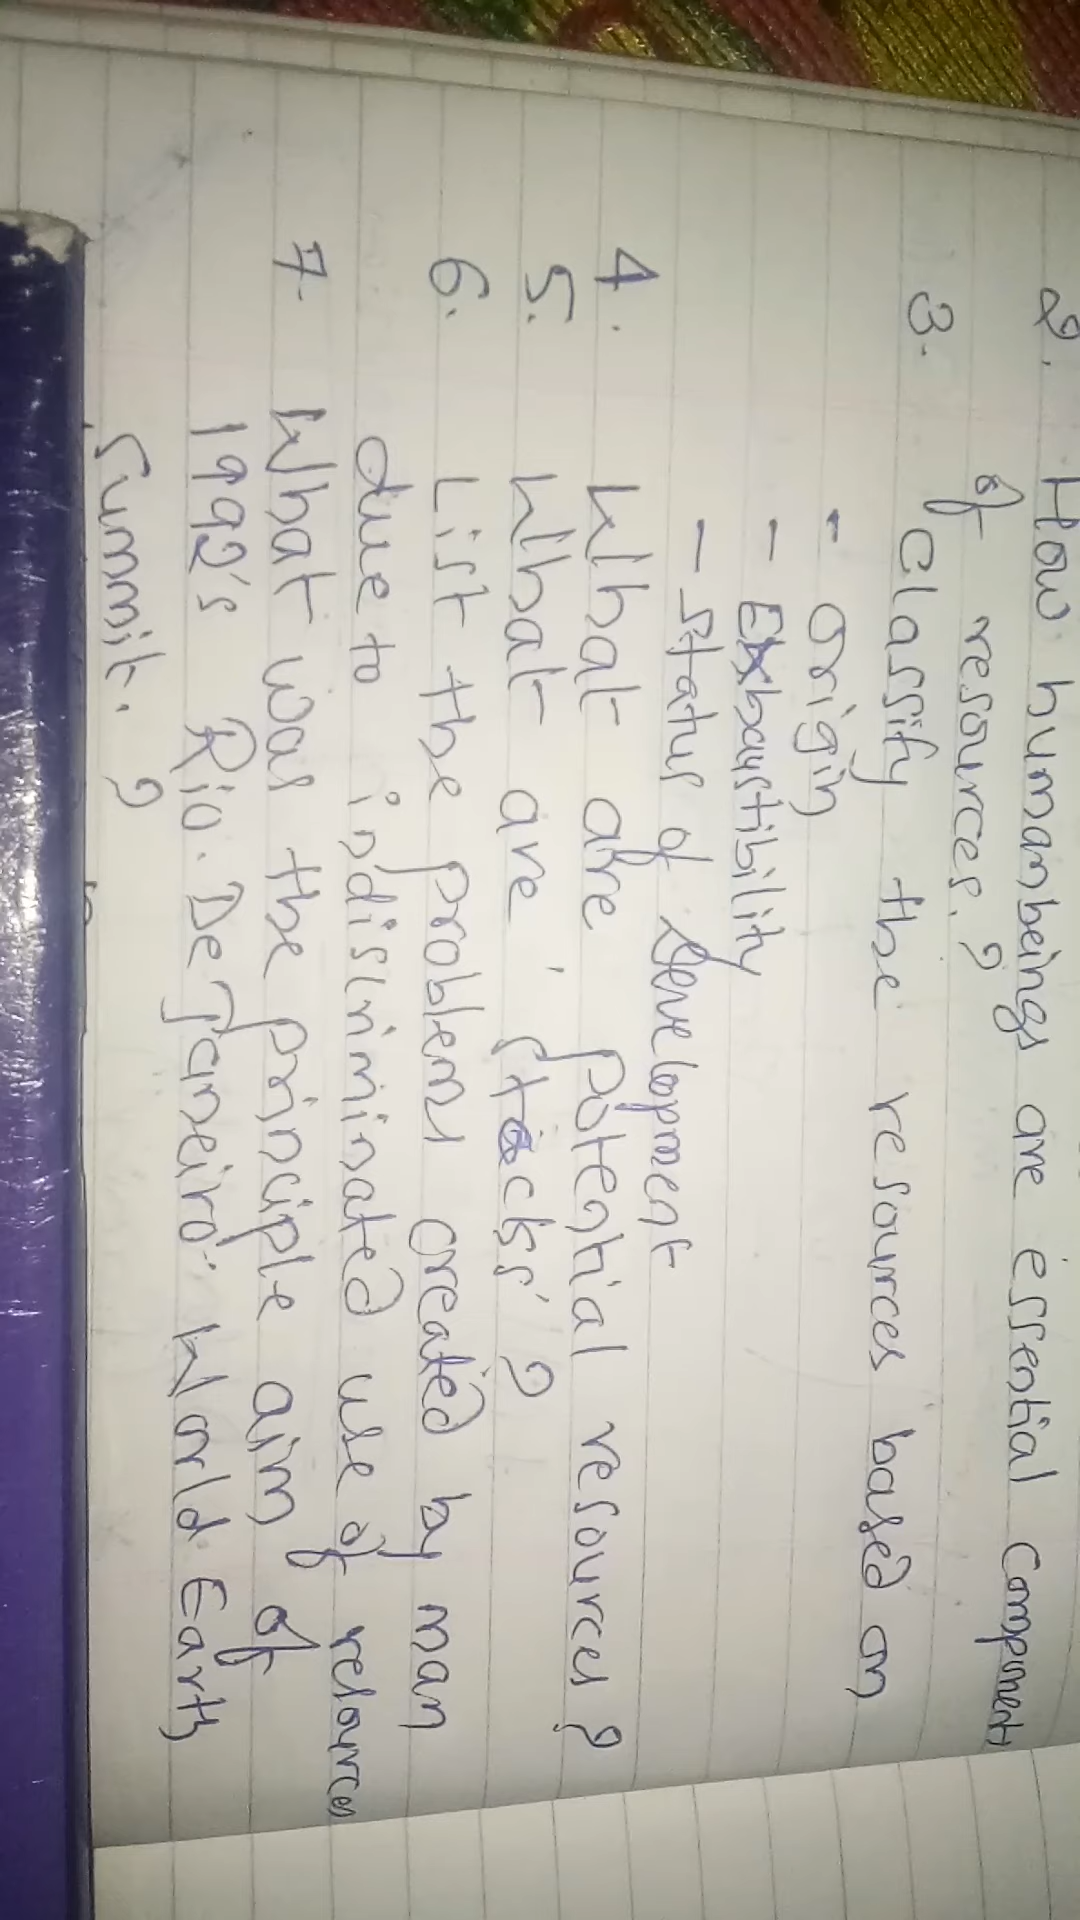 2. How humanbeings are essential component
of resources.?
3. classify the resources based on
- origin
- Exhaustibility
- Status of Development
4. What are potential resources?
5. What are 'Stocks'?
6. List the problems created by man
due to indiscriminated use of resources
7. What was the principle aim of
1992's Rio. De Janeiro. World Earth
Summit.?